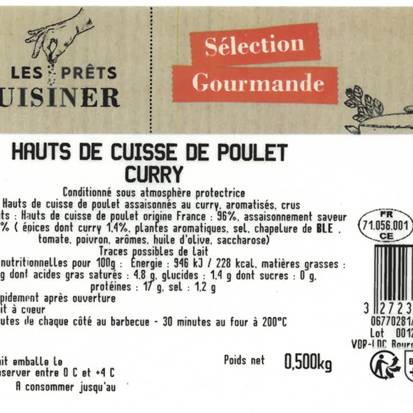 LES PRÊTS
UISINER
Sélection
Gourmande
HAUTS DE CUISSE DE POULET
CURRY
Conditionné sous atmosphère protectrice
Hauts de cuisse de poulet assaisonnés au curry, aromatisés, crus
ts : Hauts de cuisse de poulet origine France : 96%, assaisonnement saveur
% ( épices dont curry 1,4%, plantes aromatiques, sel, chapelure de BLE ,
tomate, poivron, arômes, huile d'olive, saccharose)
Traces possibles de Lait
nutritionnelles pour 100g : Energie : 946 kJ / 228 kcal, matières grasses :
g dont acides gras saturés : 4,8 g, glucides : 1,4 g dont sucres : 0 g,
protéines : 17 g, sel : 1,2 g
pidement après ouverture
it à cœur
utes de chaque côté au barbecue - 30 minutes au four à 200°C
FR
71.056.001
CE
3 2723
06770281/
Lot 0012
VDP-LDC Bourg
it emballé le
server entre 0 C et +4 C
A consommer jusqu'au
Poids net 0,500kg